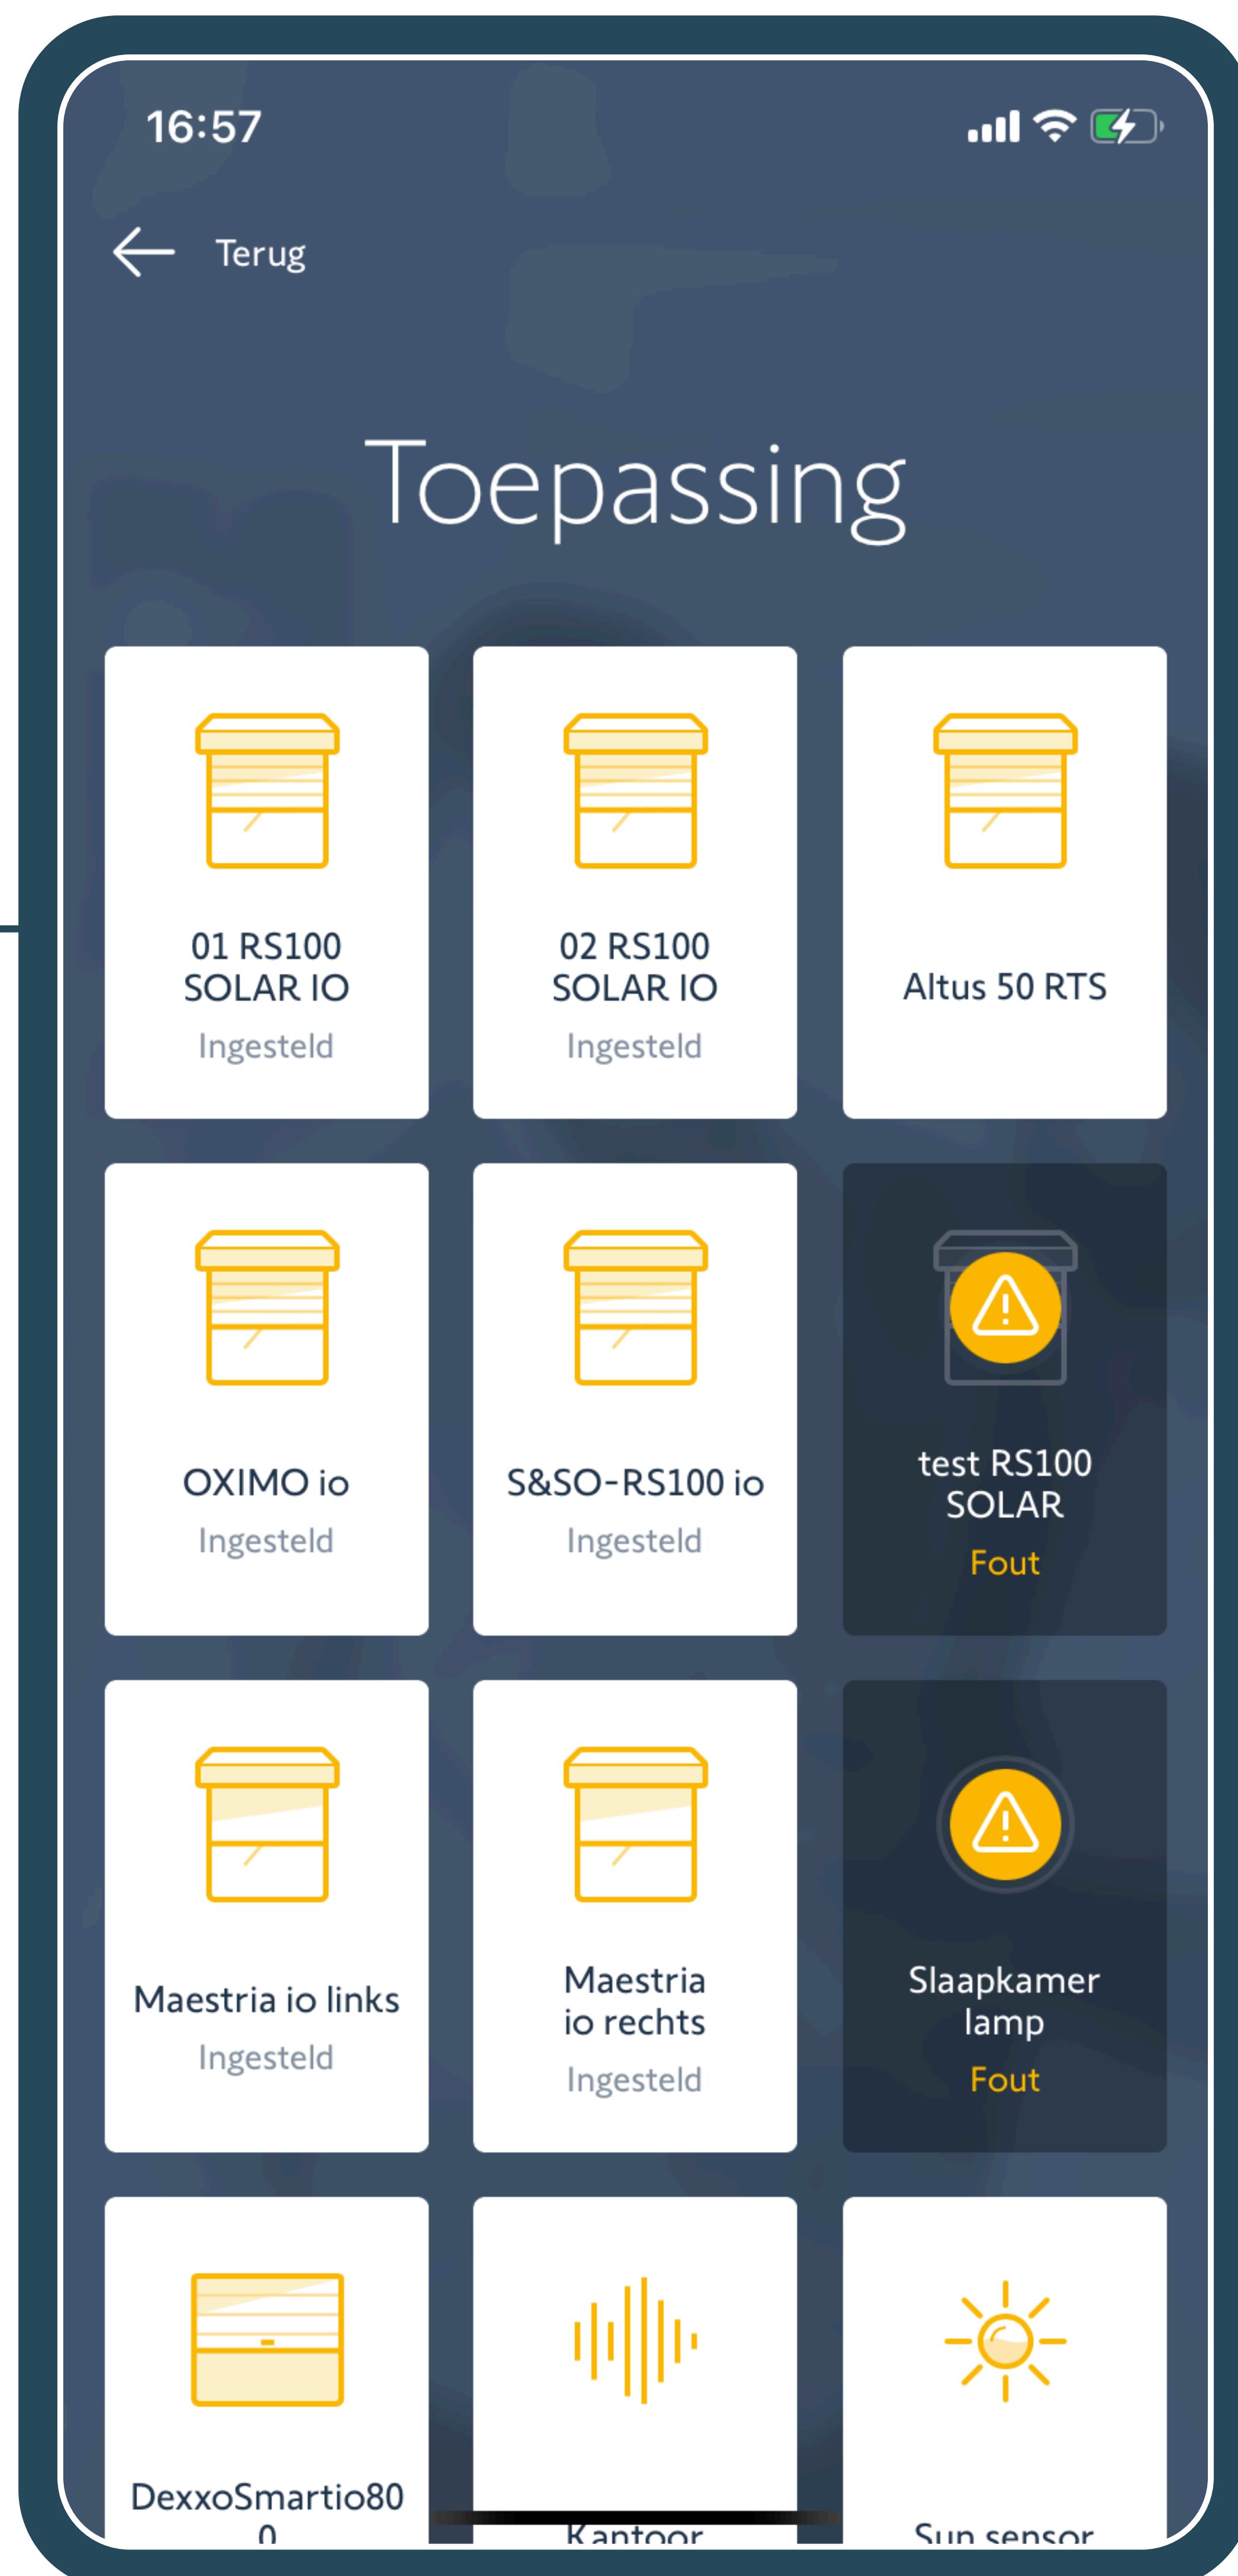 16:57
Terug
Toepassing
01 RS100
SOLAR IO
Ingesteld
02 RS100
SOLAR IO
Ingesteld
Altus 50 RTS
OXIMO io
Ingesteld
S&SO-RS100 io
Ingesteld
test RS100
SOLAR
Fout
Maestria io links
Ingesteld
Maestria
io rechts
Ingesteld
Slaapkamer
lamp
Fout
DexxoSmartio80
0
Kantoor
Sun sensor